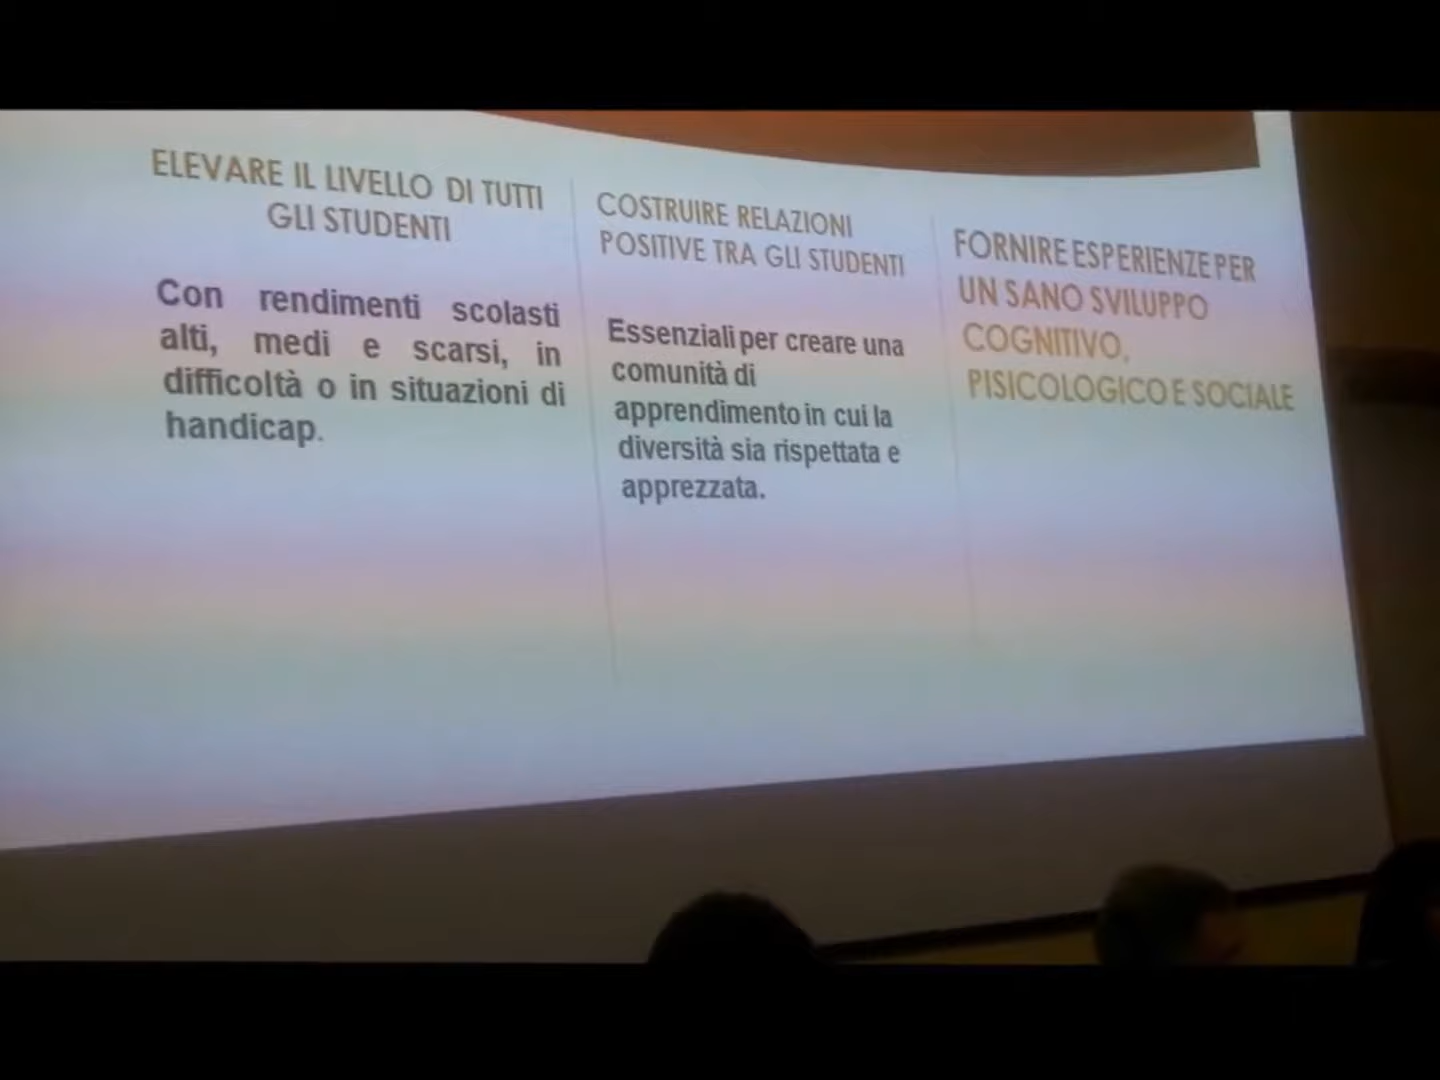 ELEVARE IL LIVELLO DI TUTTI
GLI STUDENTI
Con rendimenti scolasti
alti, medi e scarsi, in
difficoltà o in situazioni di
handicap.
COSTRUIRE RELAZIONI
POSITIVE TRA GLI STUDENTI
Essenziali per creare una
comunità di
apprendimento in cui la
diversità sia rispettata e
apprezzata.
FORNIRE ESPERIENZE PER
UN SANO SVILUPPO
COGNITIVO,
PISICOLOGICO E SOCIALE